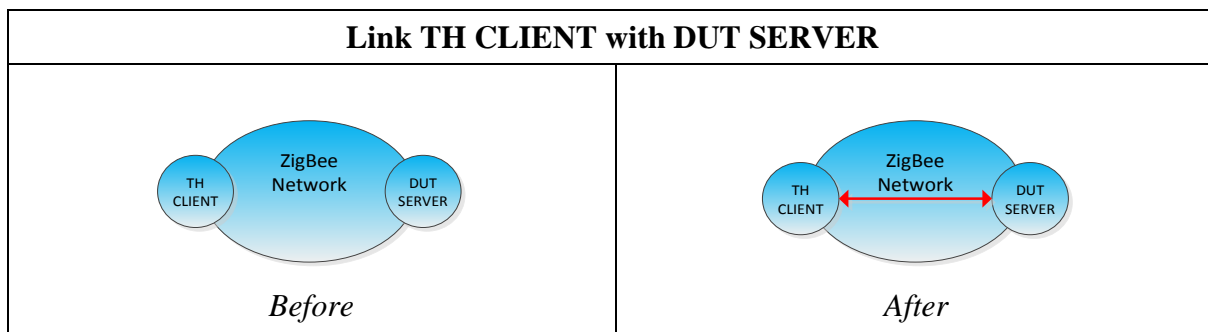 Link TH CLIENT with DUT SERVER
ZigBee
Network
TH
CLIENT
DUT
SERVER
Before
ZigBee
Network
TH
CLIENT
DUT
SERVER
After